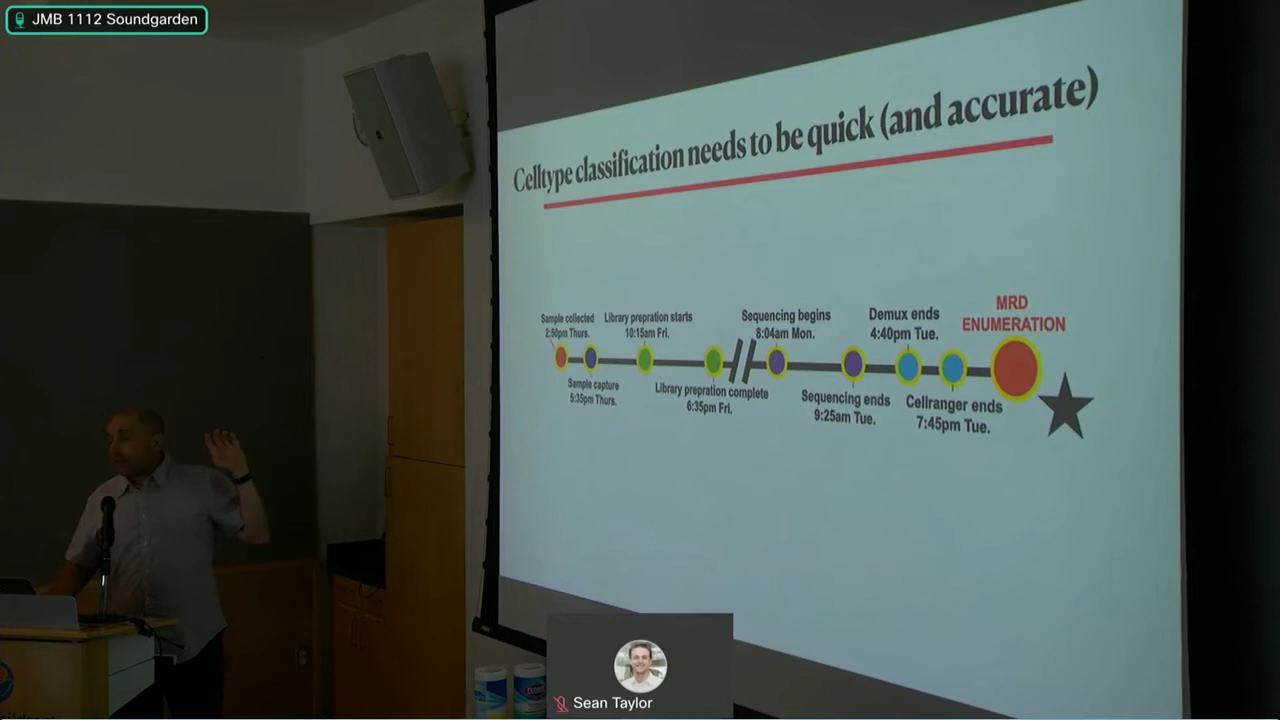 JMB 1112 Soundgarden
Celltype classification needs to be quick (and accurate)
Sample collected
2:50pm Thurs.
Sample capture
5:35pm Thurs.
Library prepration starts
10:15am Fri.
Library prepration complete
6:35pm Fri.
Sequencing begins
8:04am Mon.
Sequencing ends
9:25am Tue.
Demux ends
4:40pm Tue.
Cellranger ends
7:45pm Tue.
MRD
ENUMERATION
Sean Taylor